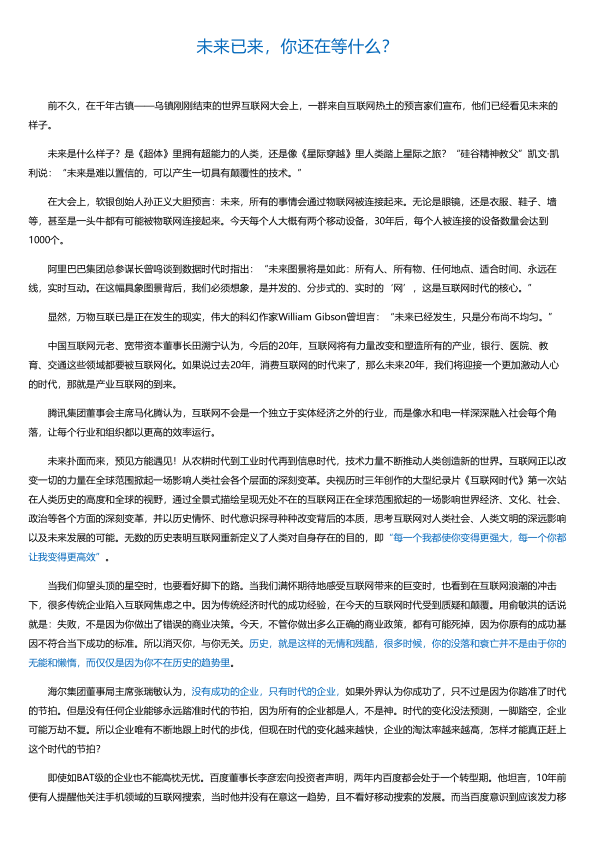 未来已来，你还在等什么？
前不久，在千年古镇——乌镇刚刚结束的世界互联网大会上，一群来自互联网热土的预言家们宣布，他们已经看见未来的
样子。
未来是什么样子？是《超体》里拥有超能力的人类，还是像《星际穿越》里人类踏上星际之旅？“硅谷精神教父”凯文·凯
利说：“未来是难以置信的，可以产生一切具有颠覆性的技术。”
在大会上，软银创始人孙正义大胆预言：未来，所有的事情会通过物联网被连接起来。无论是眼镜，还是衣服、鞋子、墙
等，甚至是一头牛都有可能被物联网连接起来。今天每个人大概有两个移动设备，30年后，每个人被连接的设备数量会达到
1000个。
阿里巴巴集团总参谋长曾鸣谈到数据时代时指出：“未来图景将是如此：所有人、所有物、任何地点、适合时间、永远在
线，实时互动。在这幅具象图景背后，我们必须想象，是并发的、分步式的、实时的‘网’，这是互联网时代的核心。”
显然，万物互联已是正在发生的现实，伟大的科幻作家William Gibson曾坦言：“未来已经发生，只是分布尚不均匀。”
中国互联网元老、宽带资本董事长田溯宁认为，今后的20年，互联网将有力量改变和塑造所有的产业，银行、医院、教
育、交通这些领域都要被互联网化。如果说过去20年，消费互联网的时代来了，那么未来20年，我们将迎接一个更加激动人心
的时代，那就是产业互联网的到来。
腾讯集团董事会主席马化腾认为，互联网不会是一个独立于实体经济之外的行业，而是像水和电一样深深融入社会每个角
落，让每个行业和组织都以更高的效率运行。
未来扑面而来，预见方能遇见！从农耕时代到工业时代再到信息时代，技术力量不断推动人类创造新的世界。互联网正以改
变一切的力量在全球范围掀起一场影响人类社会各个层面的深刻变革。央视历时三年创作的大型纪录片《互联网时代》第一次站
在人类历史的高度和全球的视野，通过全景式描绘呈现无处不在的互联网正在全球范围掀起的一场影响世界经济、文化、社会、
政治等各个方面的深刻变革，并以历史情怀、时代意识探寻种种改变背后的本质，思考互联网对人类社会、人类文明的深远影响
以及未来发展的可能。无数的历史表明互联网重新定义了人类对自身存在的目的，即“每一个我都使你变得更强大，每一个你都
让我变得更高效”。
当我们仰望头顶的星空时，也要看好脚下的路。当我们满怀期待地感受互联网带来的巨变时，也看到在互联网浪潮的冲击
下，很多传统企业陷入互联网焦虑之中。因为传统经济时代的成功经验，在今天的互联网时代受到质疑和颠覆。用俞敏洪的话说
就是：失败，不是因为你做出了错误的商业决策。今天，不管你做出多么正确的商业政策，都有可能死掉，因为你原有的成功基
因不符合当下成功的标准。所以消灭你，与你无关。历史，就是这样的无情和残酷，很多时候，你的没落和衰亡并不是由于你的
无能和懒惰，而仅仅是因为你不在历史的趋势里。
海尔集团董事局主席张瑞敏认为，没有成功的企业，只有时代的企业，如果外界认为你成功了，只不过是因为你踏准了时代
的节拍。但是没有任何企业能够永远踏准时代的节拍，因为所有的企业都是人，不是神。时代的变化没法预测，一脚踏空，企业
可能万劫不复。所以企业唯有不断地跟上时代的步伐，但现在时代的变化越来越快，企业的淘汰率越来越高，怎样才能真正赶上
这个时代的节拍？
即使如BAT级的企业也不能高枕无忧。百度董事长李彦宏向投资者声明，两年内百度都会处于一个转型期。他坦言，10年前
便有人提醒他关注手机领域的互联网搜索，当时他并没有在意这一趋势，且不看好移动搜索的发展。而当百度意识到应该发力移